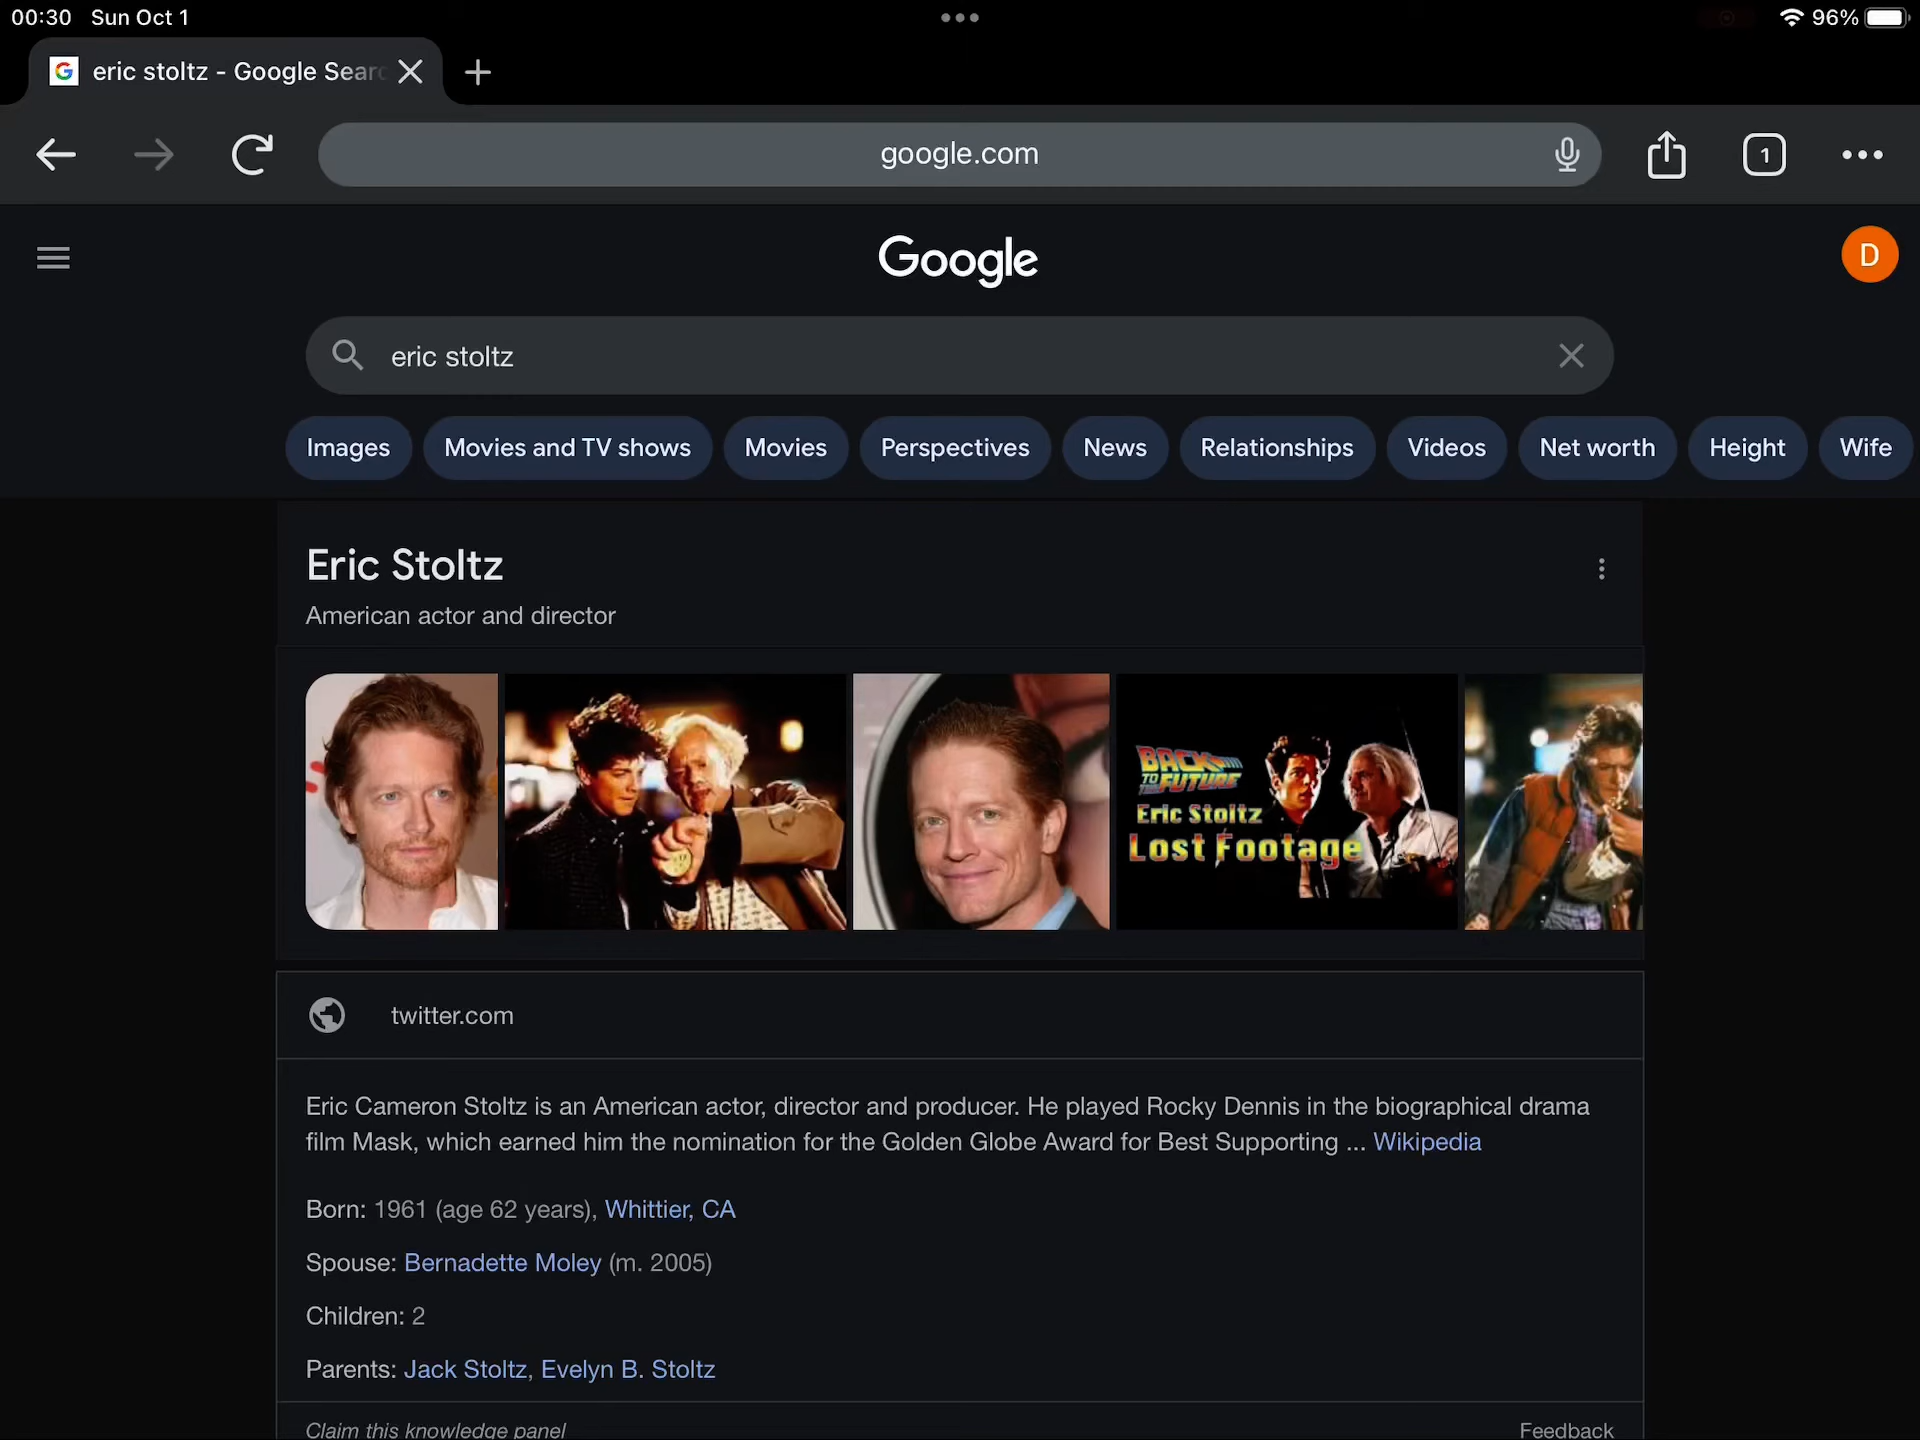 00:30 Sun Oct 1
96%
eric stoltz - Google Sear
google.com
1
Google
D
eric stoltz
Images Movies and TV shows Movies Perspectives News Relationships Videos Net worth Height Wife
Eric Stoltz
American actor and director
BACK
TO THE FUTURE
Eric Stoltz
Lost Footage
twitter.com
Eric Cameron Stoltz is an American actor, director and producer. He played Rocky Dennis in the biographical drama
film Mask, which earned him the nomination for the Golden Globe Award for Best Supporting ... Wikipedia
Born: 1961 (age 62 years), Whittier, CA
Spouse: Bernadette Moley (m. 2005)
Children: 2
Parents: Jack Stoltz, Evelyn B. Stoltz
Claim this knowledge panel Feedback